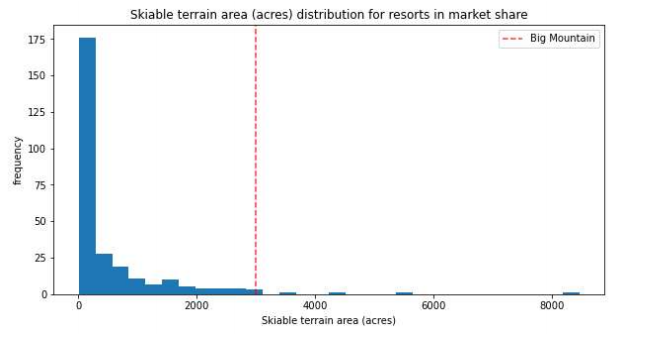 Skiable terrain area (acres) distribution for resorts in market share
Big Mountain
frequency
175
150
125
100
75
50
25
0
0 2000 4000 6000 8000
Skiable terrain area (acres)